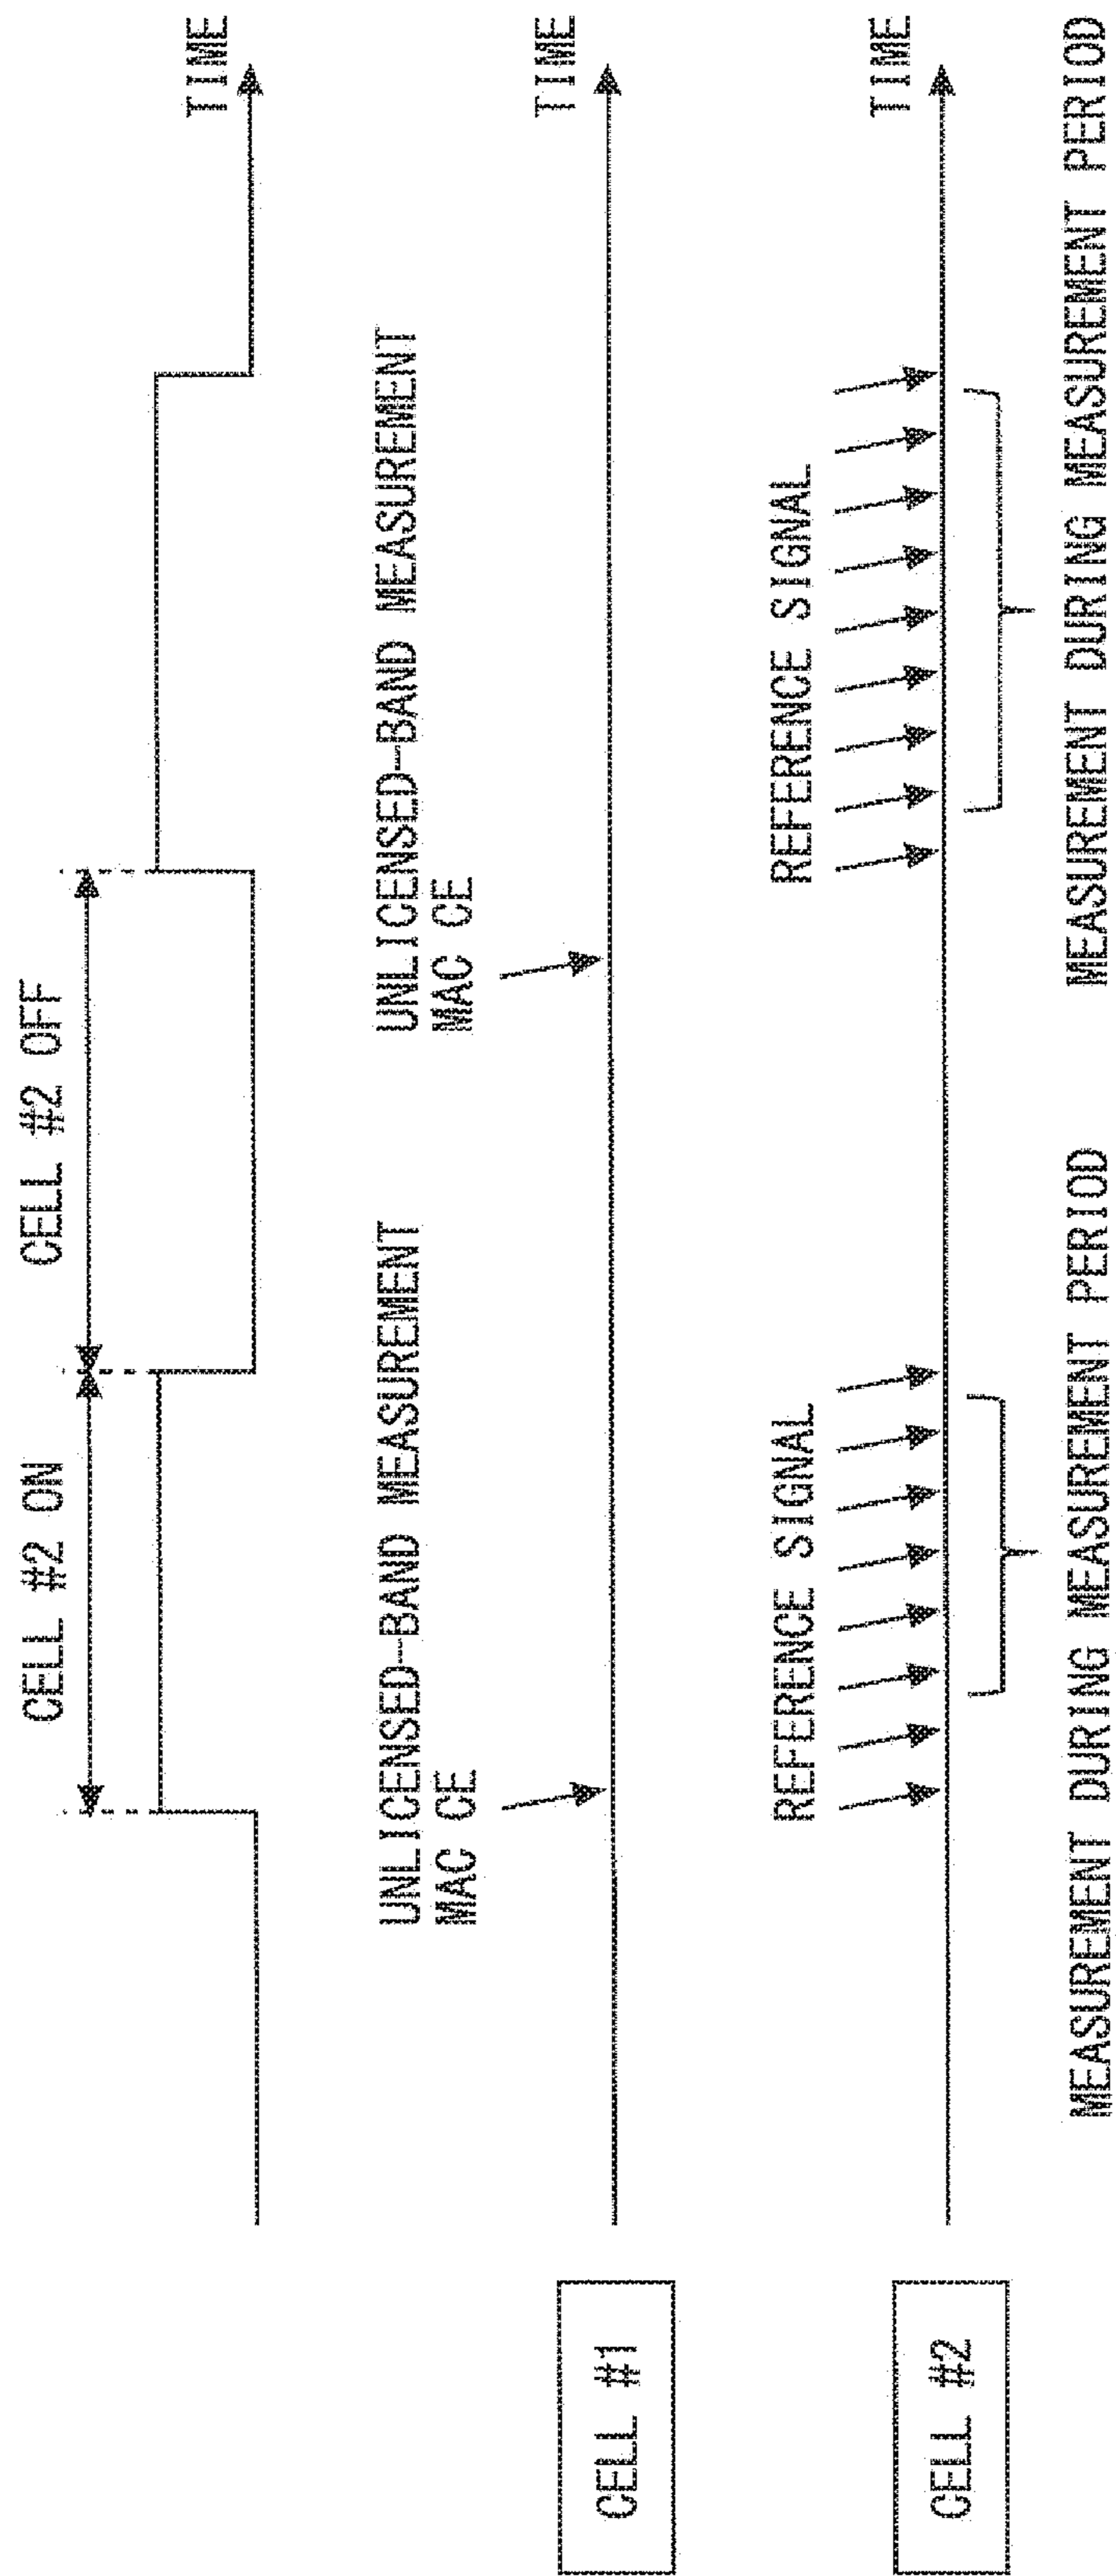 CELL #2 ON
CELL #2 OFF
TIME
UNLICENSED-BAND MEASUREMENT
MAC CE
UNLICENSED-BAND MEASUREMENT
MAC CE
CELL #1
TIME
REFERENCE SIGNAL
REFERENCE SIGNAL
CELL #2
TIME
MEASUREMENT DURING MEASUREMENT PERIOD
MEASUREMENT DURING MEASUREMENT PERIOD